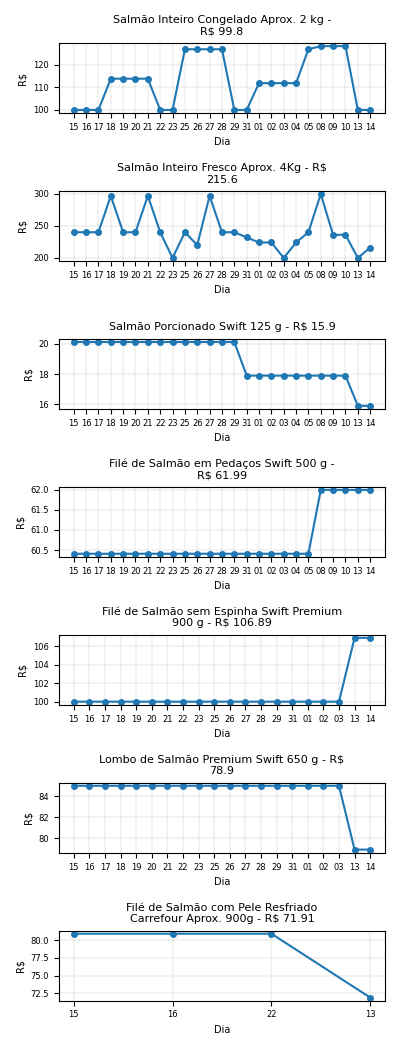 Salmão Inteiro Congelado Aprox. 2 kg -
R$ 99.8
120
110
100
R$
15 16 17 18 19 20 21 22 23 25 26 27 28 29 30 01 02 03 04 05 08 09 10 13 14
Dia
Salmão Inteiro Fresco Aprox. 4Kg - R$
215.6
300
250
200
R$
15 16 17 18 19 20 21 22 23 25 26 27 28 29 30 01 02 03 04 05 08 09 10 13 14
Dia
Salmão Porcionado Swift 125 g - R$ 15.9
20
18
16
R$
15 16 17 18 19 20 21 22 23 25 26 27 28 29 30 01 02 03 04 05 08 09 10 13 14
Dia
Filé de Salmão em Pedaços Swift 500 g -
R$ 61.99
62.0
61.5
61.0
60.5
R$
15 16 17 18 19 20 21 22 23 25 26 27 28 29 31 01 02 03 04 05 08 09 10 13 14
Dia
Filé de Salmão sem Espinha Swift Premium
900 g - R$ 106.89
106
104
102
100
R$
15 16 17 18 19 20 21 22 23 25 26 27 28 29 31 01 02 03 13 14
Dia
Lombo de Salmão Premium Swift 650 g - R$
78.9
84
82
80
R$
15 16 17 18 19 20 21 22 23 25 26 27 28 29 31 01 02 03 13 14
Dia
Filé de Salmão com Pele Resfriado
Carrefour Aprox. 900g - R$ 71.91
80.0
77.5
75.0
72.5
R$
15 16 22 13
Dia